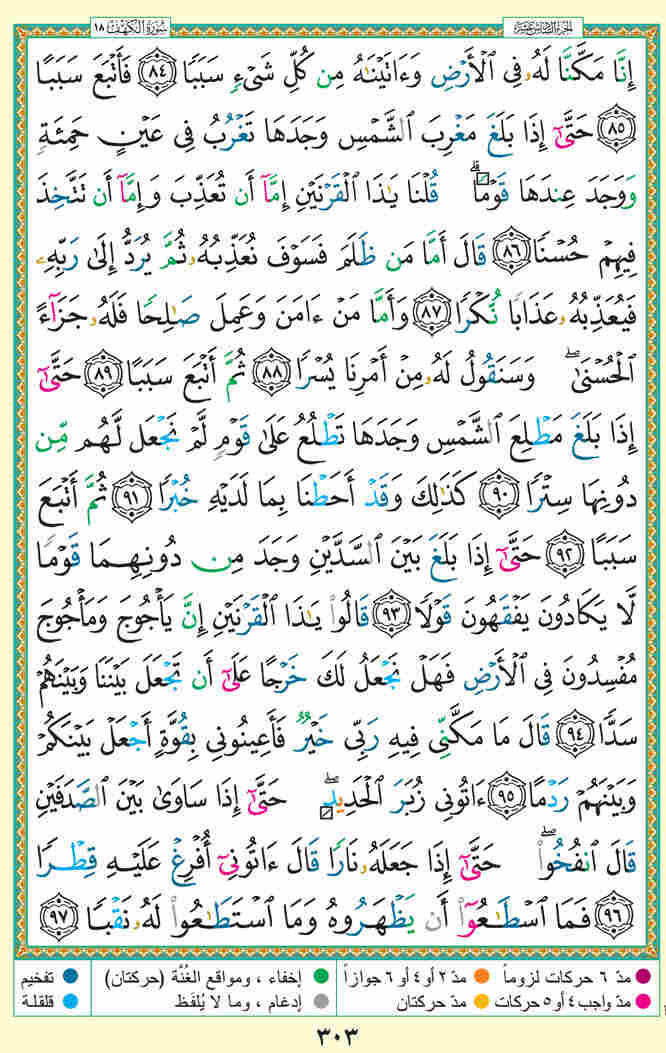 الجزء السادس عشر
سُورَةُ الكَهْف ١٨
إِنَّا مَكَّنَّا لَهُۥ فِى ٱلْأَرْضِ وَءَاتَيْنَٰهُ مِن كُلِّ شَىْءٍ سَبَبًا ٨٤ فَأَتْبَعَ سَبَبًا
٨٥ حَتَّىٰٓ إِذَا بَلَغَ مَغْرِبَ ٱلشَّمْسِ وَجَدَهَا تَغْرُبُ فِى عَيْنٍ حَمِئَةٍ
وَوَجَدَ عِندَهَا قَوْمًا ۗ قُلْنَا يَٰذَا ٱلْقَرْنَيْنِ إِمَّآ أَن تُعَذِّبَ وَإِمَّآ أَن تَتَّخِذَ
فِيهِمْ حُسْنًا ٨٦ قَالَ أَمَّا مَن ظَلَمَ فَسَوْفَ نُعَذِّبُهُۥ ثُمَّ يُرَدُّ إِلَىٰ رَبِّهِۦ
فَيُعَذِّبُهُۥ عَذَابًا نُّكْرًا ٨٧ وَأَمَّا مَنْ ءَامَنَ وَعَمِلَ صَٰلِحًا فَلَهُۥ جَزَآءً
ٱلْحُسْنَىٰ ۖ وَسَنَقُولُ لَهُۥ مِنْ أَمْرِنَا يُسْرًا ٨٨ ثُمَّ أَتْبَعَ سَبَبًا ٨٩ حَتَّىٰٓ
إِذَا بَلَغَ مَطْلِعَ ٱلشَّمْسِ وَجَدَهَا تَطْلُعُ عَلَىٰ قَوْمٍ لَّمْ نَجْعَل لَّهُم مِّن
دُونِهَا سِتْرًا ٩٠ كَذَٰلِكَ وَقَدْ أَحَطْنَا بِمَا لَدَيْهِ خُبْرًا ٩١ ثُمَّ أَتْبَعَ
سَبَبًا ٩٢ حَتَّىٰٓ إِذَا بَلَغَ بَيْنَ ٱلسَّدَّيْنِ وَجَدَ مِن دُونِهِمَا قَوْمًا
لَّا يَكَادُونَ يَفْقَهُونَ قَوْلًا ٩٣ قَالُوا۟ يَٰذَا ٱلْقَرْنَيْنِ إِنَّ يَأْجُوجَ وَمَأْجُوجَ
مُفْسِدُونَ فِى ٱلْأَرْضِ فَهَلْ نَجْعَلُ لَكَ خَرْجًا عَلَىٰٓ أَن تَجْعَلَ بَيْنَنَا وَبَيْنَهُمْ
سَدًّا ٩٤ قَالَ مَا مَكَّنِّى فِيهِ رَبِّى خَيْرٌ فَأَعِينُونِى بِقُوَّةٍ أَجْعَلْ بَيْنَكُمْ
وَبَيْنَهُمْ رَدْمًا ٩٥ ءَاتُونِى زُبَرَ ٱلْحَدِيدِ ۖ حَتَّىٰٓ إِذَا سَاوَىٰ بَيْنَ ٱلصَّدَفَيْنِ
قَالَ ٱنفُخُوا۟ ۖ حَتَّىٰٓ إِذَا جَعَلَهُۥ نَارًا قَالَ ءَاتُونِىٓ أُفْرِغْ عَلَيْهِ قِطْرًا
٩٦ فَمَا ٱسْطَٰعُوٓا۟ أَن يَظْهَرُوهُ وَمَا ٱسْتَطَٰعُوا۟ لَهُۥ نَقْبًا ٩٧
مدّ ٦ حركات لزوماً مدّ ٢ أو ٤ أو ٦ جوازاً إخفاء ، ومواقع الغُنَّة (حركتان) تفخيم
مدّ واجب ٤ أو ٥ حركات مدّ حركتان إدغام ، وما لا يُلفَظ قلقلة
٣٠٣